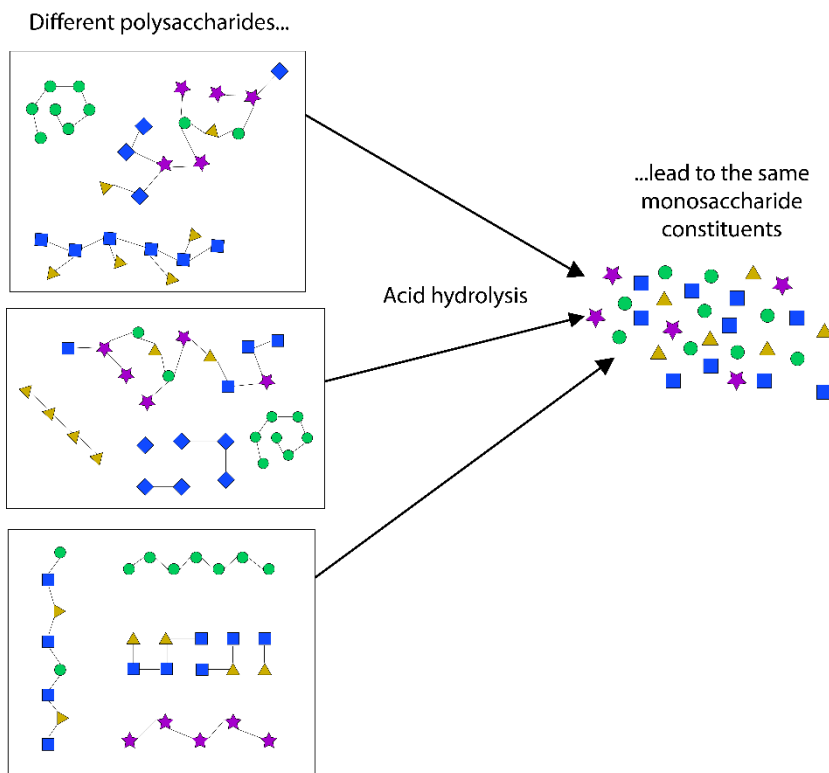 Different polysaccharides...
...lead to the same
monosaccharide
constituents
Acid hydrolysis